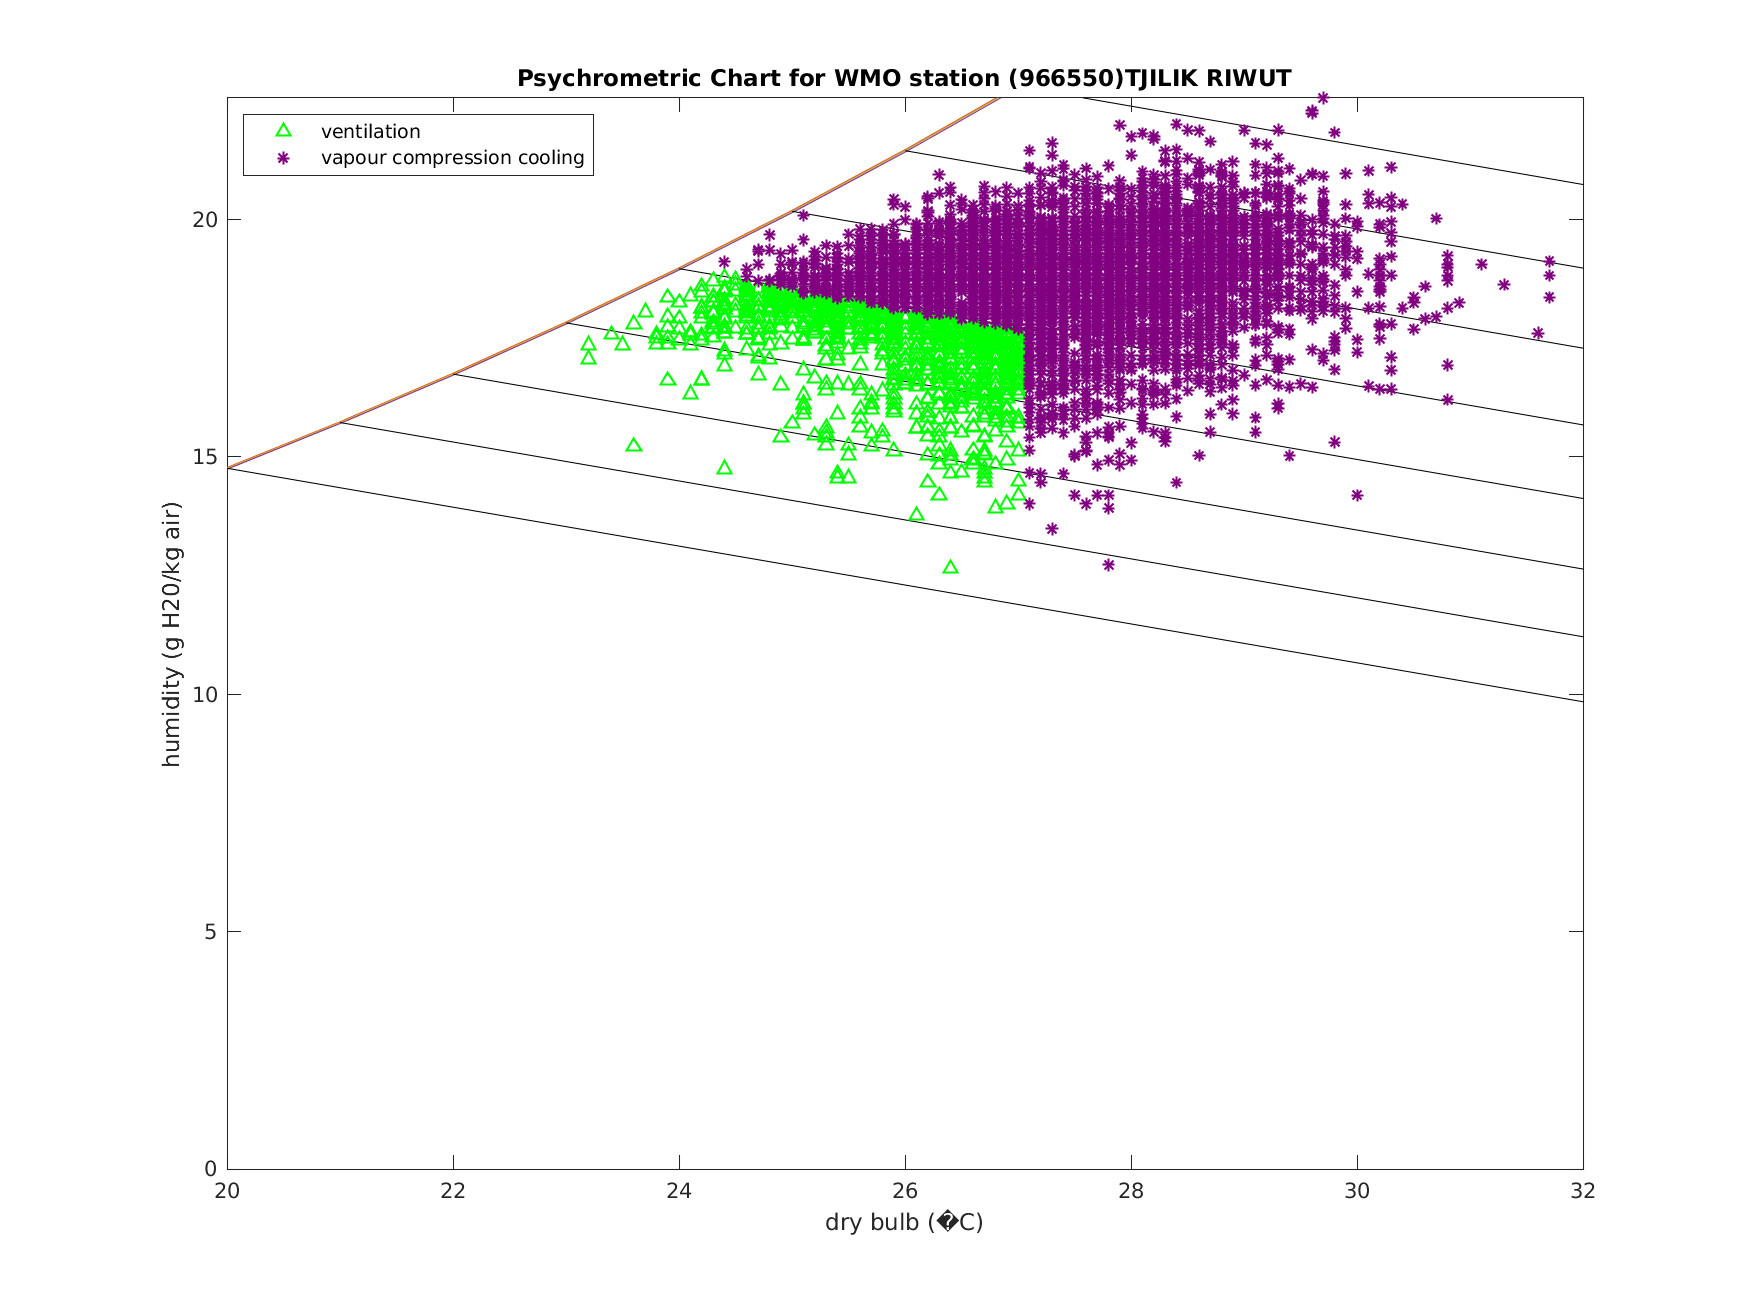 Psychrometric Chart for WMO station (966550)TJILIK RIWUT
ventilation
vapour compression cooling
humidity (g H20/kg air)
20
15
10
5
0
20 22 24 26 28 30 32
dry bulb (�C)